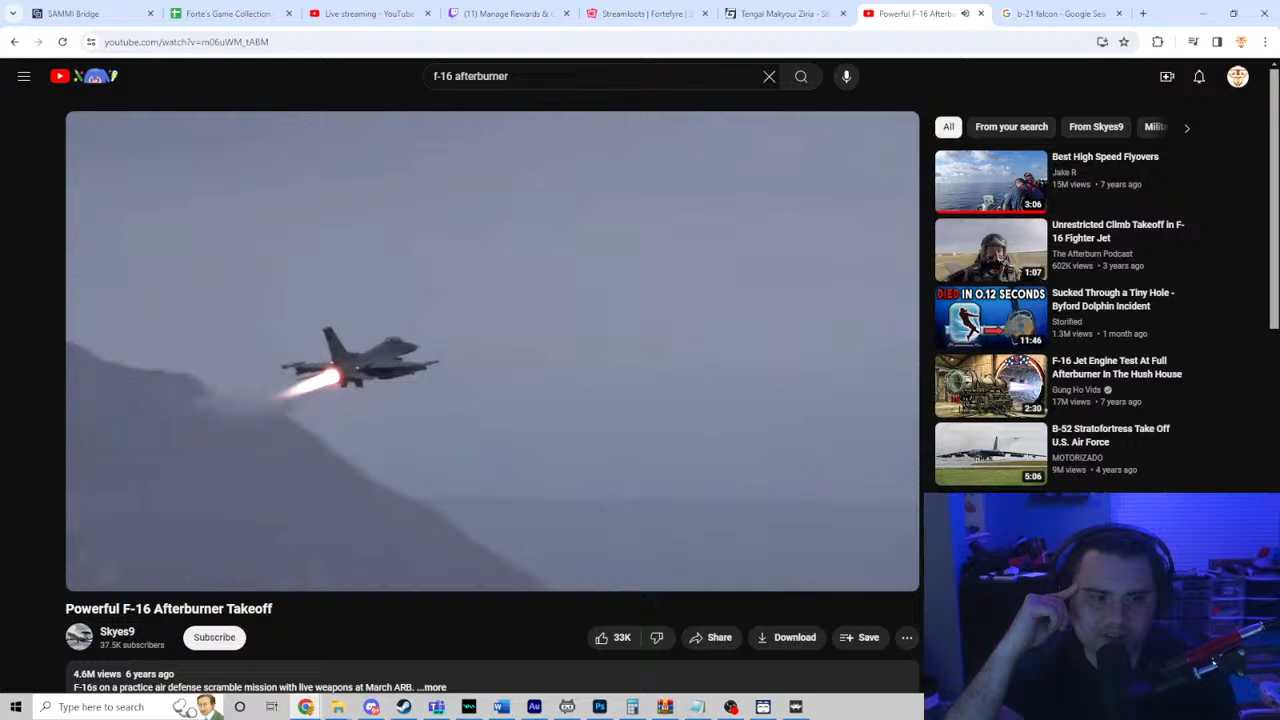 SAMMI Bridge
Forte's Game Collection -
Live streaming - YouTube
(11) Manage Rewards & C
Streamloots | Fortefyre | 
Tengai Makyou: Ziria - St
Powerful F-16 Afterb
b-21 falcon - Google Sea
youtube.com/watch?v=m06uWM_tABM
f-16 afterburner
All
From your search
From Skyes9
Milita
Best High Speed Flyovers
Jake R
15M views • 7 years ago
3:06
Unrestricted Climb Takeoff in F-
16 Fighter Jet
The Afterburn Podcast
602K views • 3 years ago
1:07
DIED IN 0.12 SECONDS
Sucked Through a Tiny Hole -
Byford Dolphin Incident
Storified
1.3M views • 1 month ago
11:46
F-16 Jet Engine Test At Full
Afterburner In The Hush House
Gung Ho Vids
17M views • 7 years ago
2:30
B-52 Stratofortress Take Off
U.S. Air Force
MOTORIZADO
9M views • 4 years ago
5:06
Powerful F-16 Afterburner Takeoff
Skyes9
37.5K subscribers
Subscribe
33K
Share
Download
Save
4.6M views 6 years ago
F-16s on a practice air defense scramble mission with live weapons at March ARB. ...more
Type here to search